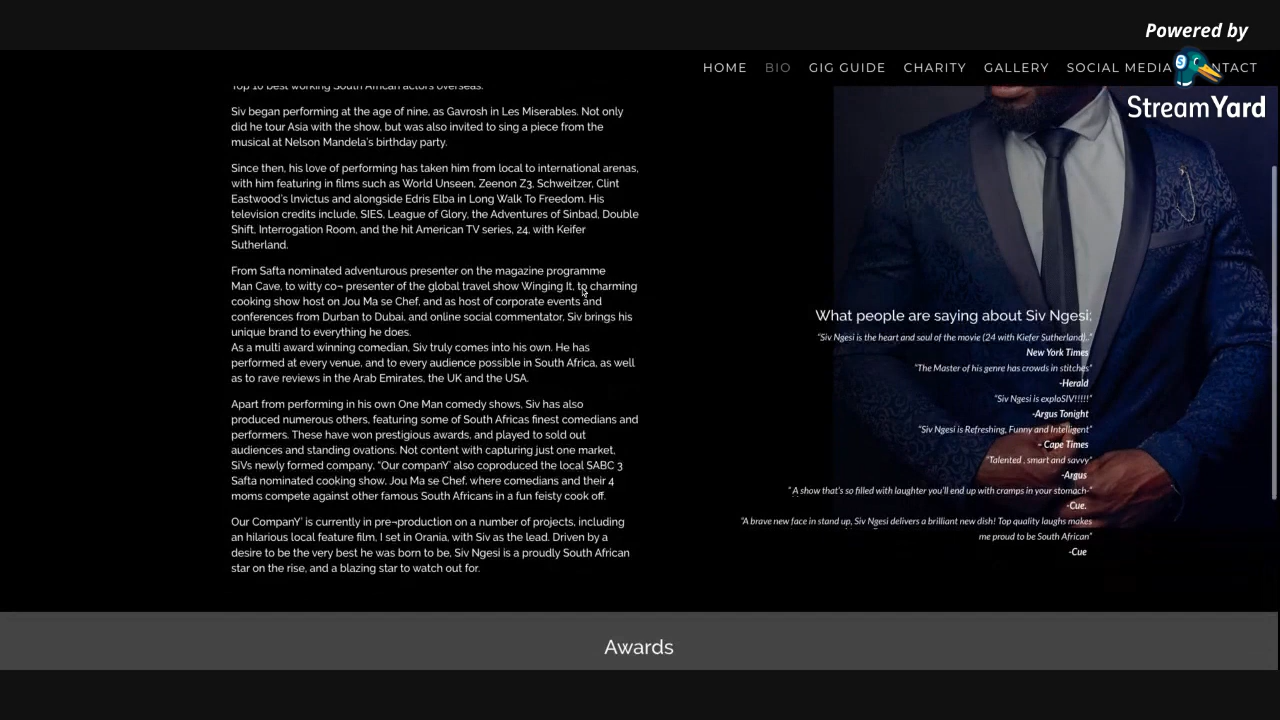 Powered by
HOME BIO GIG GUIDE CHARITY GALLERY SOCIAL MEDIA NTACT
StreamYard
Top 10 best working South African actors overseas.
Siv began performing at the age of nine, as Gavrosh in Les Miserables. Not only
did he tour Asia with the show, but was also invited to sing a piece from the
musical at Nelson Mandela's birthday party.
Since then, his love of performing has taken him from local to international arenas,
with him featuring in films such as World Unseen, Zeenon Z3, Schweitzer, Clint
Eastwood's Invictus and alongside Edris Elba in Long Walk To Freedom. His
television credits include, SIES, League of Glory, the Adventures of Sinbad, Double
Shift, Interrogation Room, and the hit American TV series, 24, with Keifer
Sutherland.
From Safta nominated adventurous presenter on the magazine programme
Man Cave, to witty co¬ presenter of the global travel show Winging It, to charming
cooking show host on Jou Ma se Chef, and as host of corporate events and
conferences from Durban to Dubai, and online social commentator, Siv brings his
unique brand to everything he does.
As a multi award winning comedian, Siv truly comes into his own. He has
performed at every venue, and to every audience possible in South Africa, as well
as to rave reviews in the Arab Emirates, the UK and the USA.
Apart from performing in his own One Man comedy shows, Siv has also
produced numerous others, featuring some of South Africas finest comedians and
performers. These have won prestigious awards, and played to sold out
audiences and standing ovations. Not content with capturing just one market,
SiVs newly formed company, "Our companY' also coproduced the local SABC 3
Safta nominated cooking show, Jou Ma se Chef, where comedians and their 4
moms compete against other famous South Africans in a fun feisty cook off.
Our CompanY' is currently in pre¬production on a number of projects, including
an hilarious local feature film, I set in Orania, with Siv as the lead. Driven by a
desire to be the very best he was born to be, Siv Ngesi is a proudly South African
star on the rise, and a blazing star to watch out for.
What people are saying about Siv Ngesi:
"Siv Ngesi is the heart and soul of the movie (24 with Kiefer Sutherland).."
New York Times
"The Master of his genre has crowds in stitches"
-Herald
"Siv Ngesi is exploSIV!!!!!"
-Argus Tonight
"Siv Ngesi is Refreshing, Funny and Intelligent"
- Cape Times
"Talented , smart and savvy"
-Argus
" A show that's so filled with laughter you'll end up with cramps in your stomach-"
-Cue.
"A brave new face in stand up, Siv Ngesi delivers a brilliant new dish! Top quality laughs makes
me proud to be South African"
-Cue
Awards